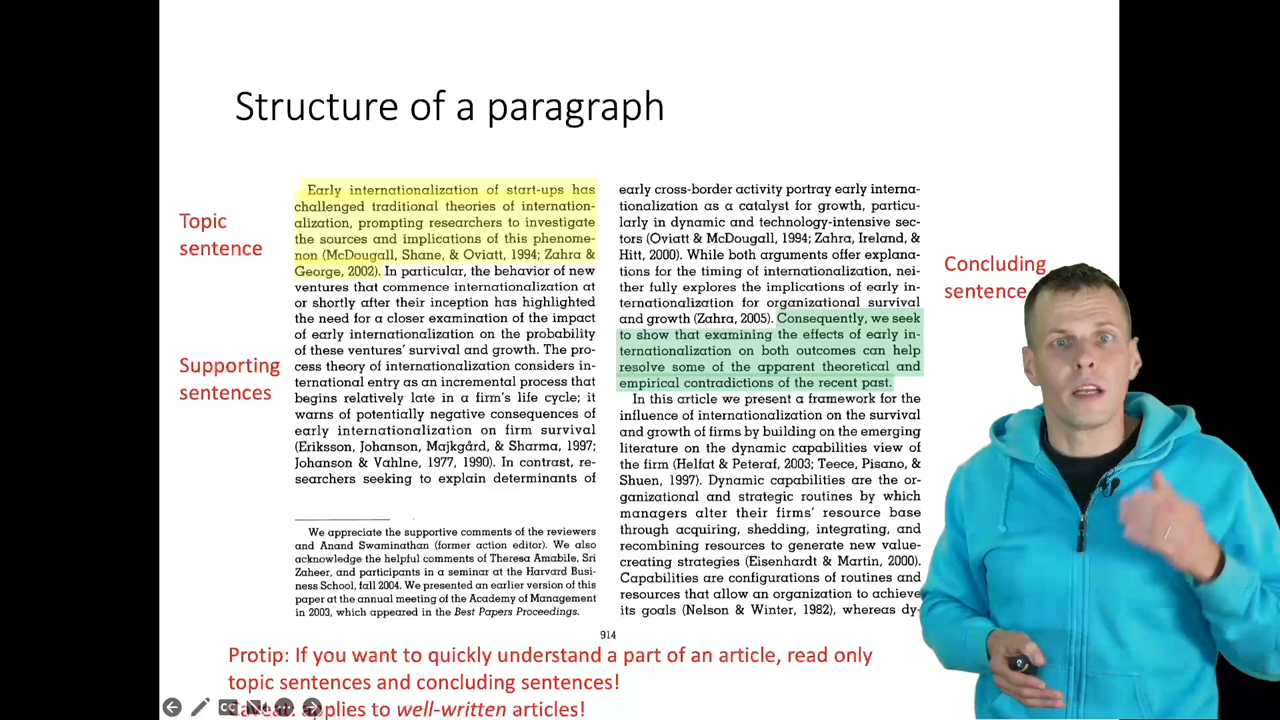 Structure of a paragraph
Topic
sentence
Supporting
sentences
Early internationalization of start-ups has
challenged traditional theories of internation-
alization, prompting researchers to investigate
the sources and implications of this phenome-
non (McDougall, Shane, & Oviatt, 1994; Zahra &
George, 2002). In particular, the behavior of new
ventures that commence internationalization at
or shortly after their inception has highlighted
the need for a closer examination of the impact
of early internationalization on the probability
of these ventures' survival and growth. The pro-
cess theory of internationalization considers in-
ternational entry as an incremental process that
begins relatively late in a firm's life cycle; it
warns of potentially negative consequences of
early internationalization on firm survival
(Eriksson, Johanson, Majkgård, & Sharma, 1997;
Johanson & Vahlne, 1977, 1990). In contrast, re-
searchers seeking to explain determinants of
We appreciate the supportive comments of the reviewers
and Anand Swaminathan (former action editor). We also
acknowledge the helpful comments of Theresa Amabile, Sri
Zaheer, and participants in a seminar at the Harvard Busi-
ness School, fall 2004. We presented an earlier version of this
paper at the annual meeting of the Academy of Management
in 2003, which appeared in the Best Papers Proceedings.
early cross-border activity portray early interna-
tionalization as a catalyst for growth, particu-
larly in dynamic and technology-intensive sec-
tors (Oviatt & McDougall, 1994; Zahra, Ireland, &
Hitt, 2000). While both arguments offer explana-
tions for the timing of internationalization, nei-
ther fully explores the implications of early in-
ternationalization for organizational survival
and growth (Zahra, 2005). Consequently, we seek
to show that examining the effects of early in-
ternationalization on both outcomes can help
resolve some of the apparent theoretical and
empirical contradictions of the recent past.
In this article we present a framework for the
influence of internationalization on the survival
and growth of firms by building on the emerging
literature on the dynamic capabilities view of
the firm (Helfat & Peteraf, 2003; Teece, Pisano, &
Shuen, 1997). Dynamic capabilities are the or-
ganizational and strategic routines by which
managers alter their firms' resource base
through acquiring, shedding, integrating, and
recombining resources to generate new value-
creating strategies (Eisenhardt & Martin, 2000).
Capabilities are configurations of routines and
resources that allow an organization to achieve
its goals (Nelson & Winter, 1982), whereas dy-
Concluding
sentence
914
Protip: If you want to quickly understand a part of an article, read only
topic sentences and concluding sentences!
Caveat: applies to well-written articles!
CC